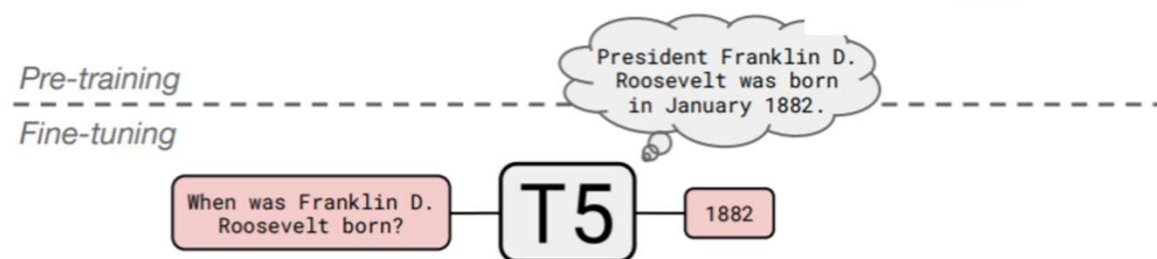 President Franklin D.
Roosevelt was born
in January 1882.
Pre-training
Fine-tuning
When was Franklin D.
Roosevelt born?
T5
1882